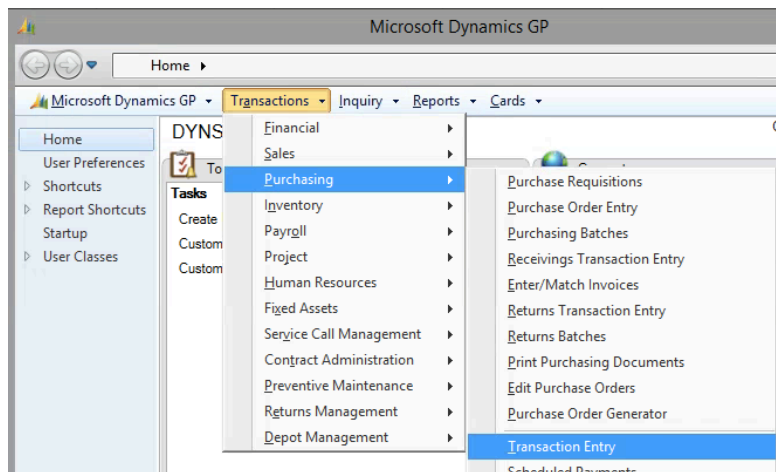 Microsoft Dynamics GP
Home
Microsoft Dynamics GP Transactions Inquiry Reports Cards
Home
User Preferences
Shortcuts
Report Shortcuts
Startup
User Classes
DYNS
To
Tasks
Create
Custom
Custom
Financial
Sales
Purchasing
Inventory
Payroll
Project
Human Resources
Fixed Assets
Service Call Management
Contract Administration
Preventive Maintenance
Returns Management
Depot Management
Purchase Requisitions
Purchase Order Entry
Purchasing Batches
Receivings Transaction Entry
Enter/Match Invoices
Returns Transaction Entry
Returns Batches
Print Purchasing Documents
Edit Purchase Orders
Purchase Order Generator
Transaction Entry
Scheduled Payments